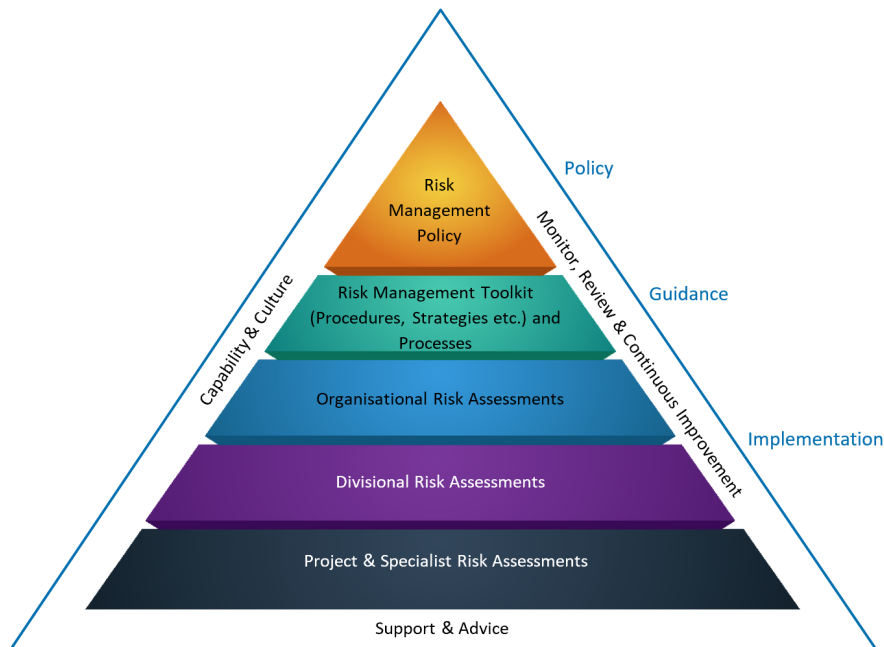 Policy
Risk
Management
Policy
Monitor, Review & Continuous Improvement
Capability & Culture
Guidance
Risk Management Toolkit
(Procedures, Strategies etc.) and
Processes
Organisational Risk Assessments
Implementation
Divisional Risk Assessments
Project & Specialist Risk Assessments
Support & Advice